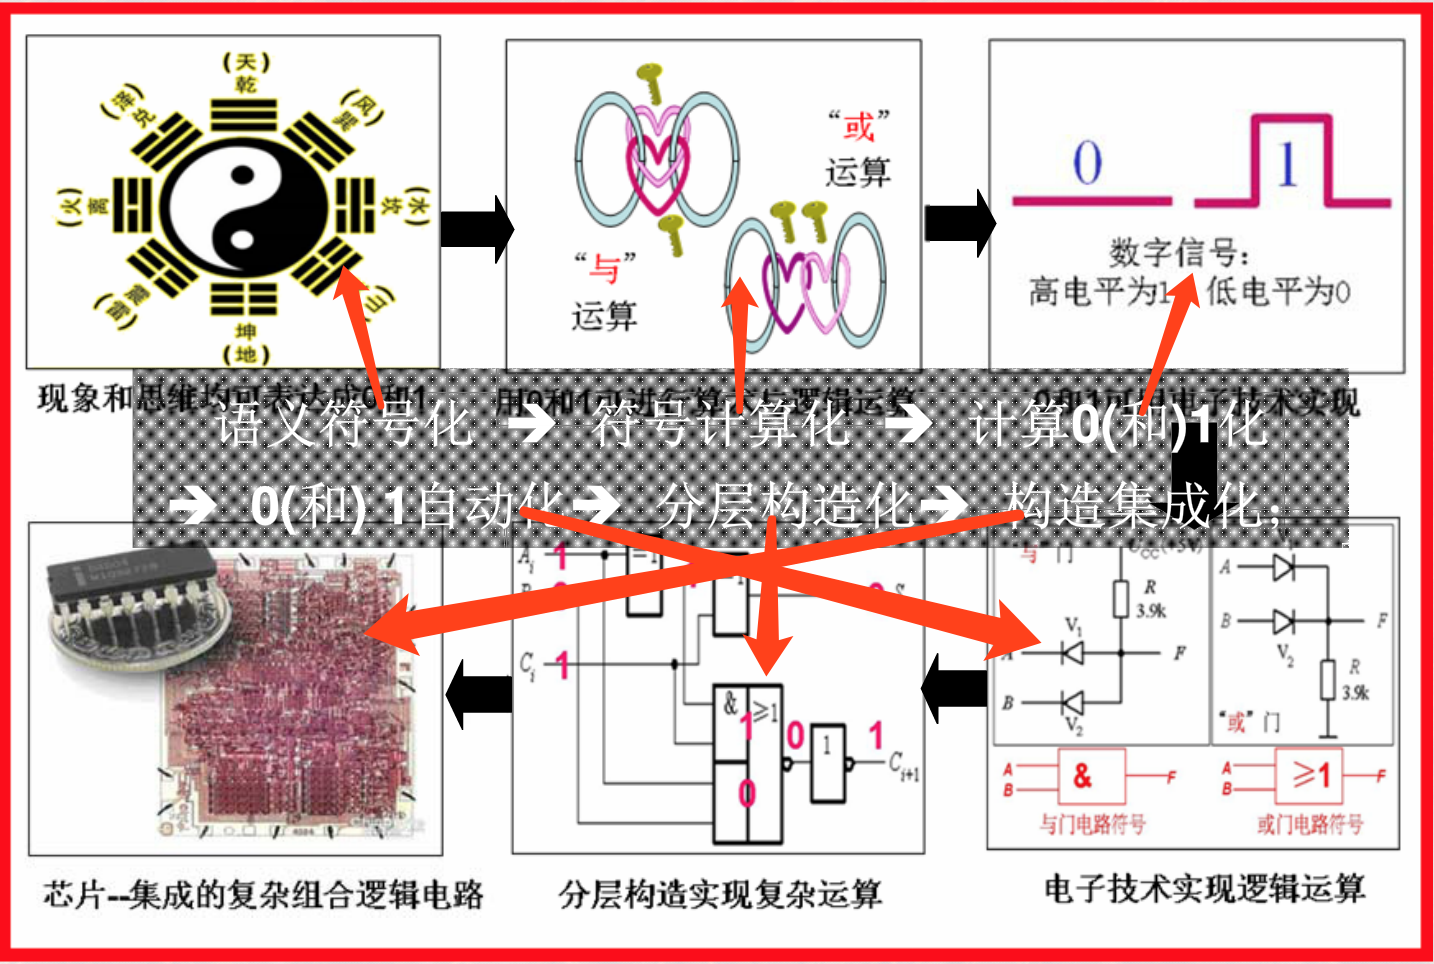 (天)
乾
(泽)
兑
(风)
巽
(火)
离
(水)
坎
震
(雷)
坤
(地)
“与”
运算
“或”
运算
0
1
数字信号：
高电平为1
低电平为0
现象和思维均可表达成0和1
用0和1可进行算术与逻辑运算
0和1可用电子技术实现
语义符号化 → 符号计算化 → 计算0(和)1化
→ 0(和) 1自动化→ 分层构造化→ 构造集成化；
A_i 1
C_i 1
&
≥1
1
0
0
1
1
C_{i+1}
“与”门
U_CC(+5V)
R
3.9k
V_1
A
F
B
V_2
A
B
F
V_2
R
3.9k
“或”门
A
B
&
F
与门电路符号
A
B
≥1
F
或门电路符号
芯片--集成的复杂组合逻辑电路
分层构造实现复杂运算
电子技术实现逻辑运算